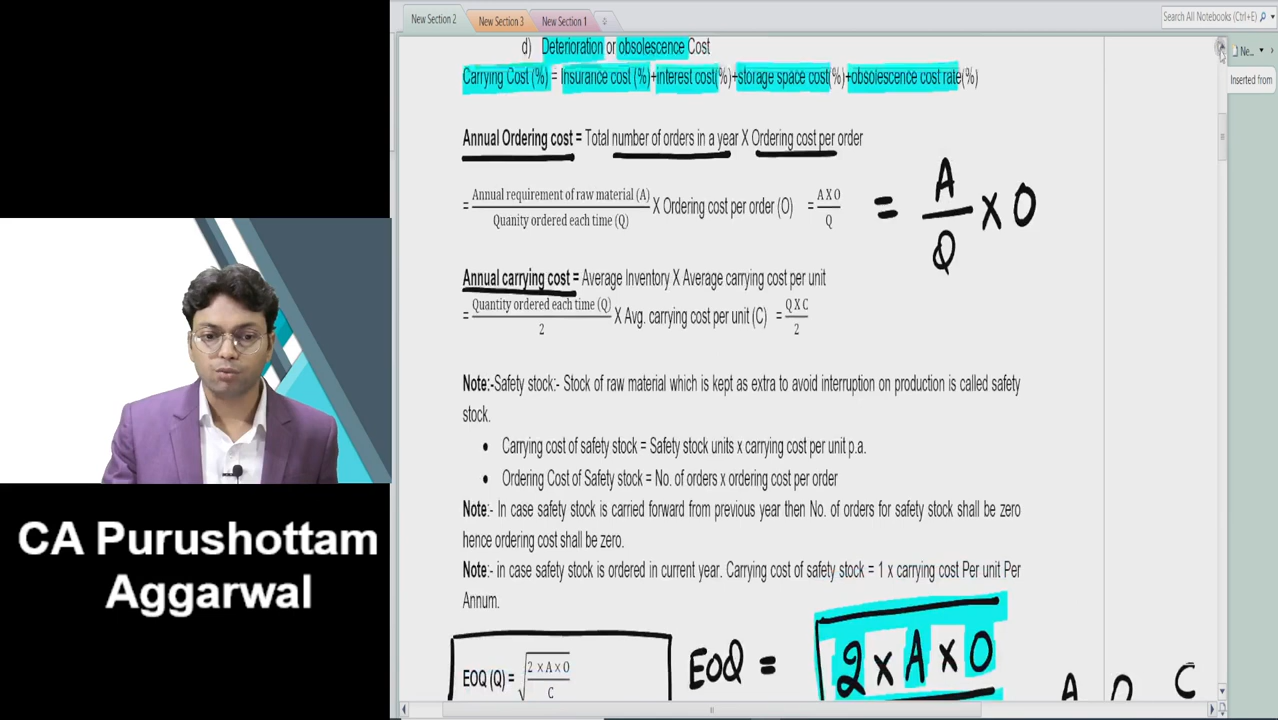 New Section 2
New Section 3
New Section 1
Search All Notebooks (Ctrl+E)
Ne...
Inserted from
d) Deterioration or obsolescence Cost
Carrying Cost (%) = Insurance cost (%)+interest cost(%)+storage space cost(%)+obsolescence cost rate(%)
Annual Ordering cost = Total number of orders in a year X Ordering cost per order
= Annual requirement of raw material (A) / Quanity ordered each time (Q) X Ordering cost per order (O) = A X O / Q
= A / Q X O
Annual carrying cost = Average Inventory X Average carrying cost per unit
= Quantity ordered each time (Q) / 2 X Avg. carrying cost per unit (C) = Q X C / 2
Note:-Safety stock:- Stock of raw material which is kept as extra to avoid interruption on production is called safety
stock.
• Carrying cost of safety stock = Safety stock units x carrying cost per unit p.a.
• Ordering Cost of Safety stock = No. of orders x ordering cost per order
Note:- In case safety stock is carried forward from previous year then No. of orders for safety stock shall be zero
hence ordering cost shall be zero.
Note:- in case safety stock is ordered in current year. Carrying cost of safety stock = 1 x carrying cost Per unit Per
Annum.
EOQ (Q) = √ 2 × A × O / C
EOQ = 2 × A × O
A O C
CA Purushottam
Aggarwal